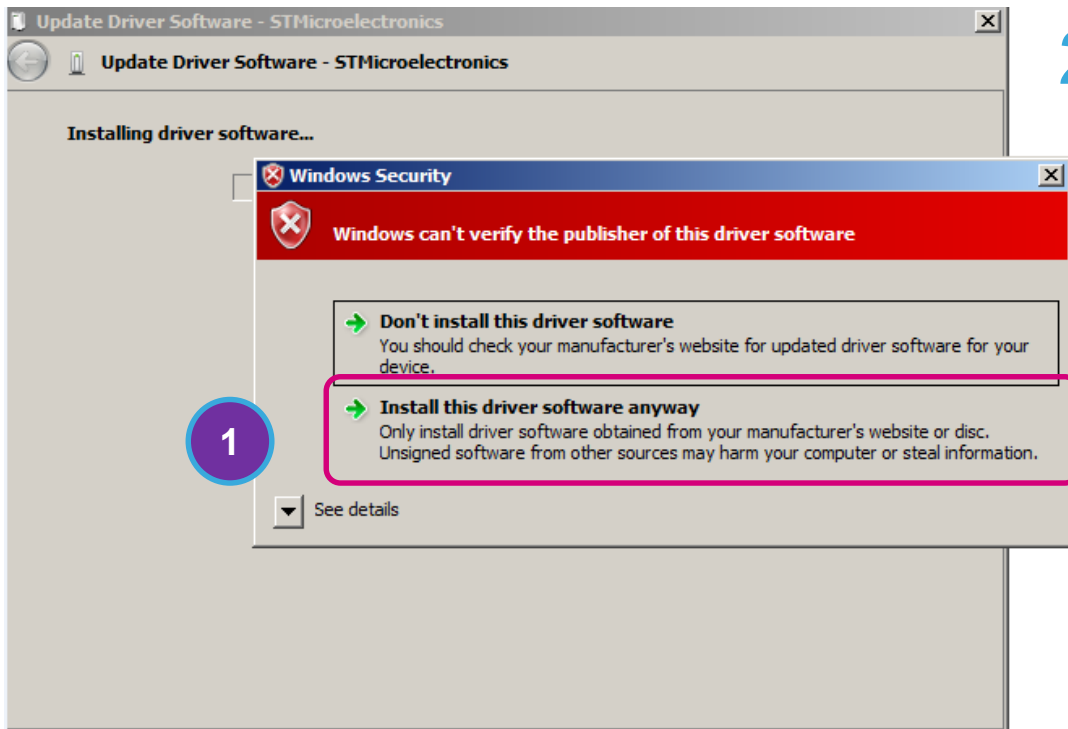 Update Driver Software - STMicroelectronics
Update Driver Software - STMicroelectronics
Installing driver software...
Windows Security
Windows can't verify the publisher of this driver software
Don't install this driver software
You should check your manufacturer's website for updated driver software for your
device.
Install this driver software anyway
Only install driver software obtained from your manufacturer's website or disc.
Unsigned software from other sources may harm your computer or steal information.
1
See details